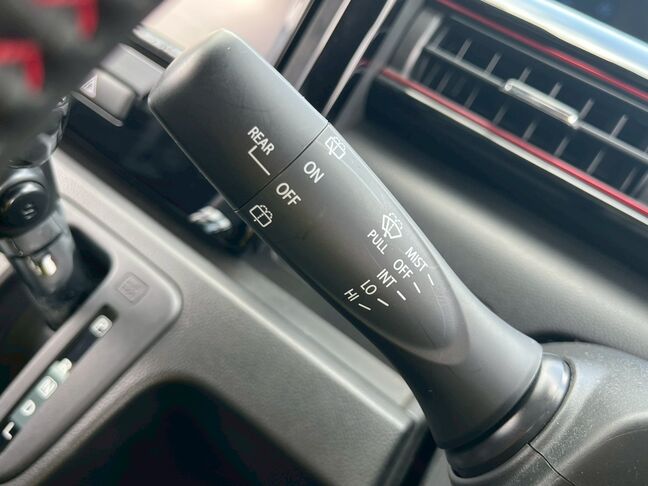 REAR
ON
OFF
PULL
MIST
OFF
INT
LO
HI